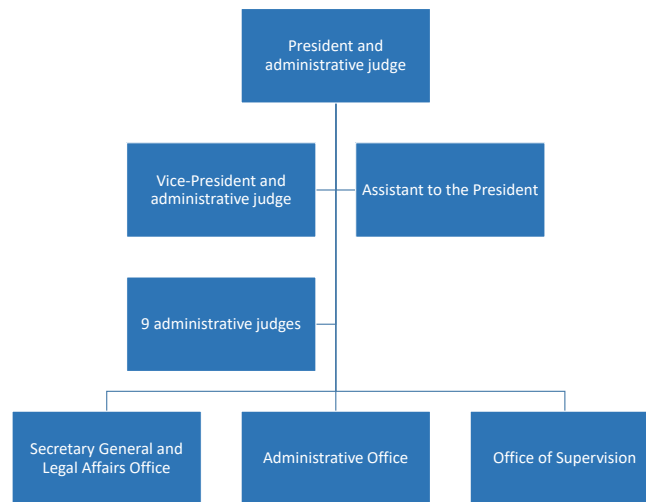 President and
administrative judge
Vice-President and
administrative judge
Assistant to the President
9 administrative judges
Secretary General and
Legal Affairs Office
Administrative Office
Office of Supervision